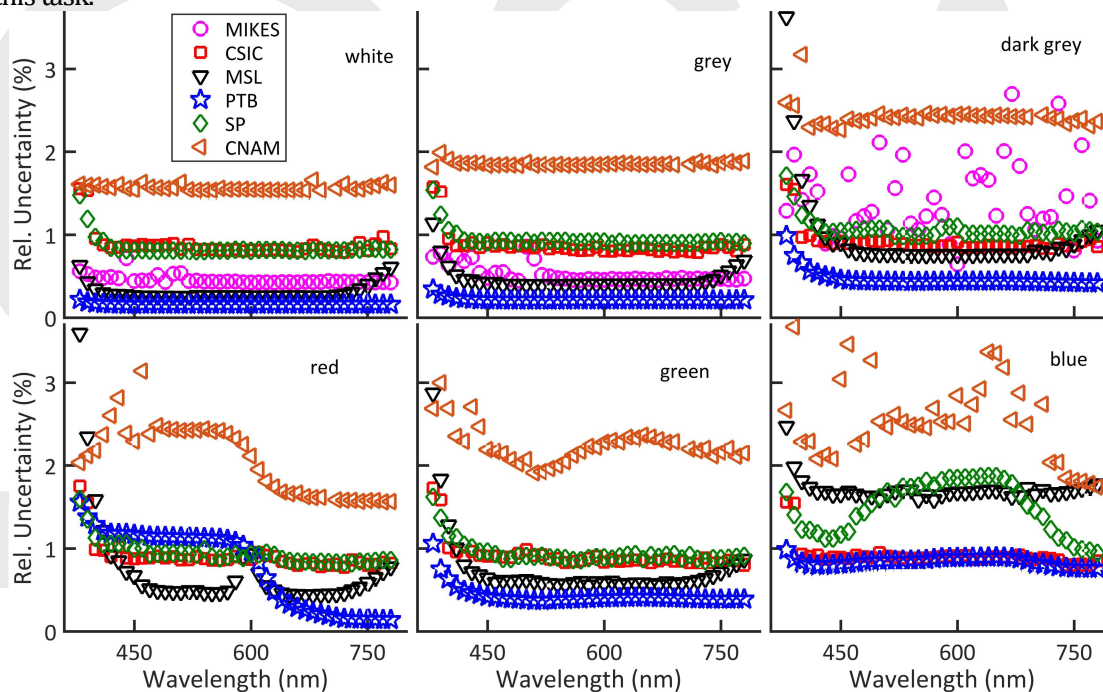 this task.
MIKES
CSIC
MSL
PTB
SP
CNAM
white
grey
dark grey
Rel. Uncertainty (%)
3
2
1
0
red
green
blue
Rel. Uncertainty (%)
3
2
1
0
450
600
750
450
600
750
450
600
750
Wavelength (nm)
Wavelength (nm)
Wavelength (nm)